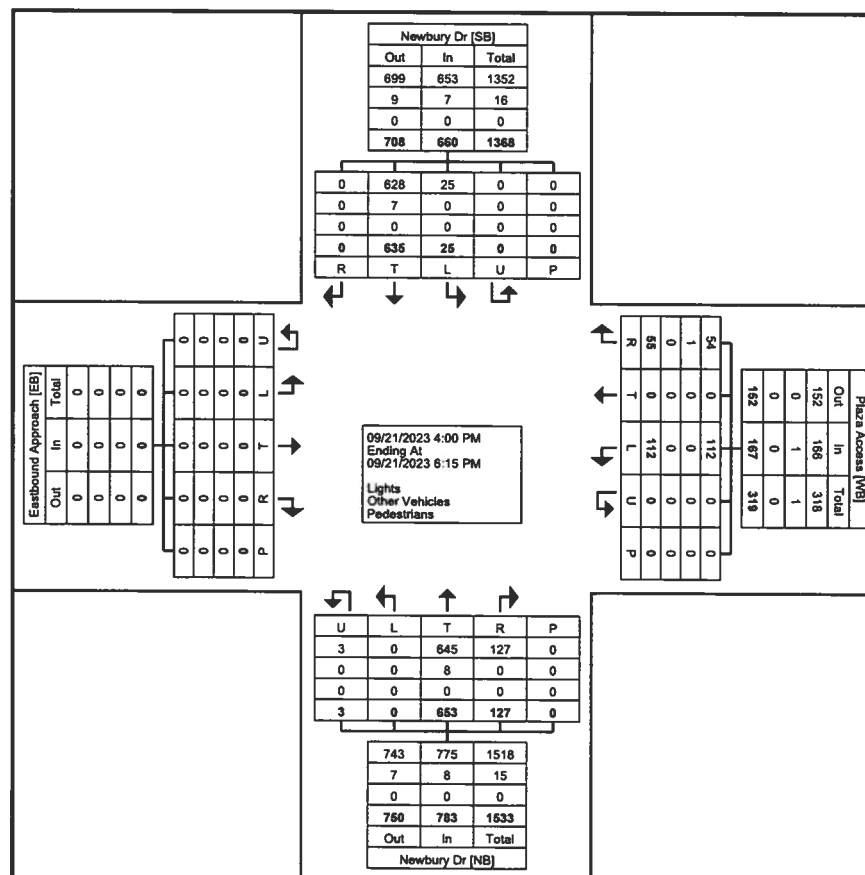 Newbury Dr [SB]
Out In Total
699 653 1352
9 7 16
0 0 0
708 660 1368
0 628 25 0 0
0 7 0 0 0
0 0 0 0 0
0 635 25 0 0
R T L U P
Eastbound Approach [EB]
Out In Total
0 0 0
0 0 0
0 0 0
0 0 0
0 0 0 0 0
0 0 0 0 0
0 0 0 0 0
0 0 0 0 0
P R T L U
09/21/2023 4:00 PM
Ending At
09/21/2023 6:15 PM
Lights
Other Vehicles
Pedestrians
Plaza Access [WB]
Out In Total
152 166 318
0 1 1
0 0 0
152 167 319
54 0 112 0 0
1 0 0 0 0
0 0 0 0 0
55 0 112 0 0
R T L U P
U L T R P
3 0 645 127 0
0 0 8 0 0
0 0 0 0 0
3 0 653 127 0
743 775 1518
7 8 15
0 0 0
750 783 1533
Out In Total
Newbury Dr [NB]